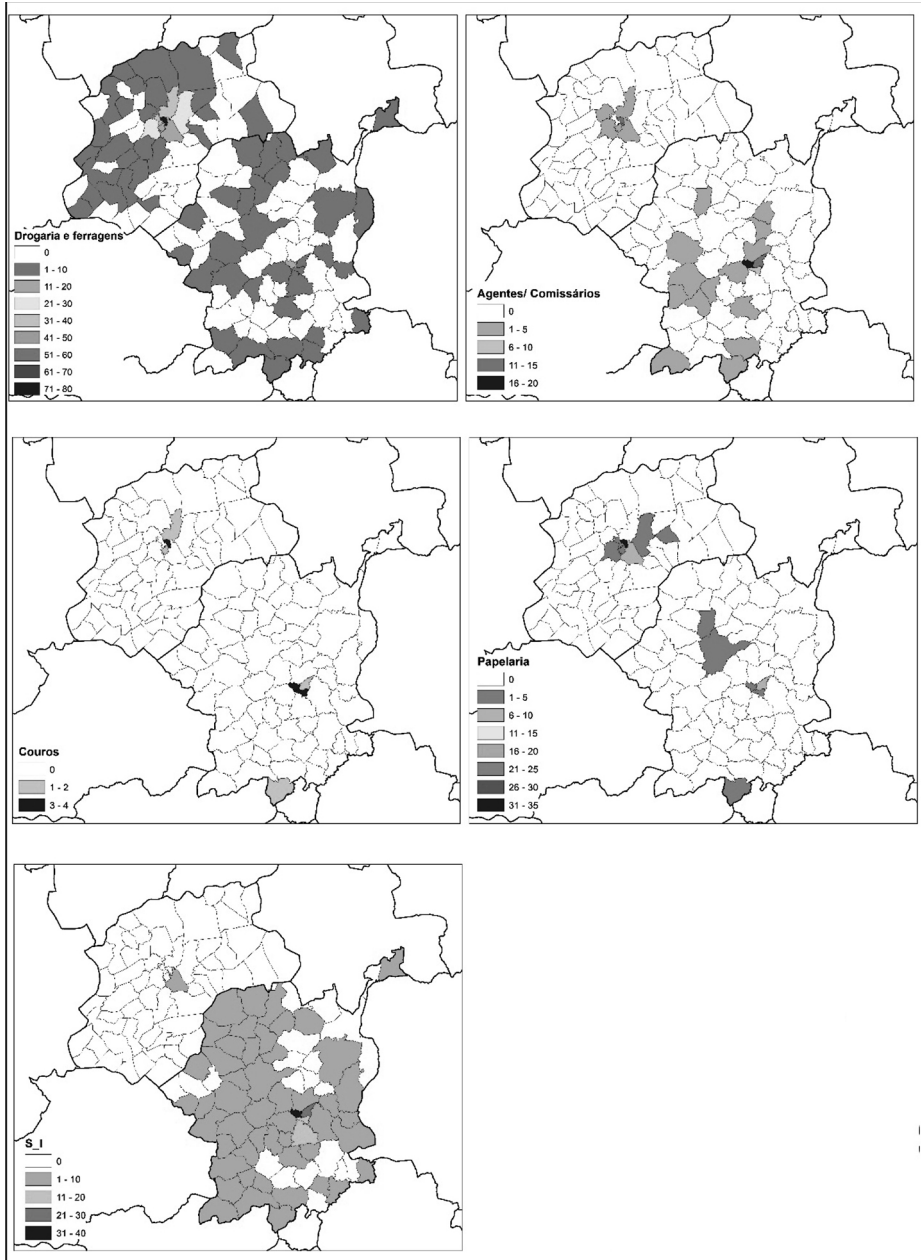 Drogaria e ferragens
0
1 - 10
11 - 20
21 - 30
31 - 40
41 - 50
51 - 60
61 - 70
71 - 80
Agentes/ Comissários
0
1 - 5
6 - 10
11 - 15
16 - 20
Couros
0
1 - 2
3 - 4
Papelaria
0
1 - 5
6 - 10
11 - 15
16 - 20
21 - 25
26 - 30
31 - 35
S_I
0
1 - 10
11 - 20
21 - 30
31 - 40